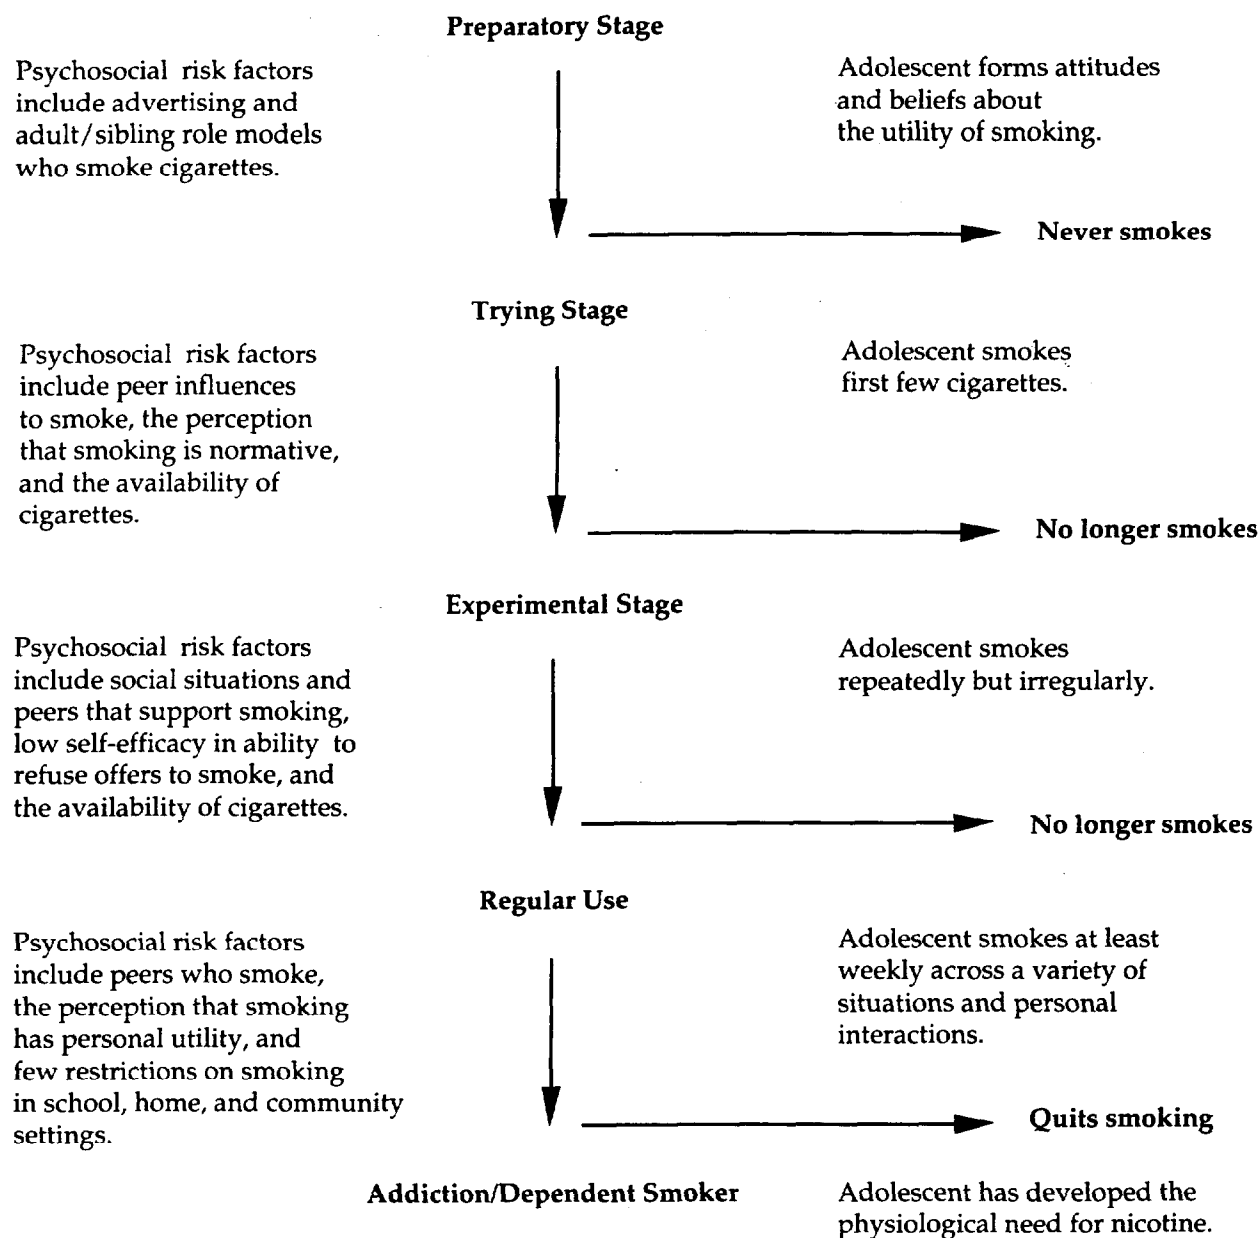 Preparatory Stage
Psychosocial risk factors
include advertising and
adult/sibling role models
who smoke cigarettes.
Adolescent forms attitudes
and beliefs about
the utility of smoking.
Never smokes
Trying Stage
Psychosocial risk factors
include peer influences
to smoke, the perception
that smoking is normative,
and the availability of
cigarettes.
Adolescent smokes
first few cigarettes.
No longer smokes
Experimental Stage
Psychosocial risk factors
include social situations and
peers that support smoking,
low self-efficacy in ability to
refuse offers to smoke, and
the availability of cigarettes.
Adolescent smokes
repeatedly but irregularly.
No longer smokes
Regular Use
Psychosocial risk factors
include peers who smoke,
the perception that smoking
has personal utility, and
few restrictions on smoking
in school, home, and community
settings.
Adolescent smokes at least
weekly across a variety of
situations and personal
interactions.
Quits smoking
Addiction/Dependent Smoker
Adolescent has developed the
physiological need for nicotine.